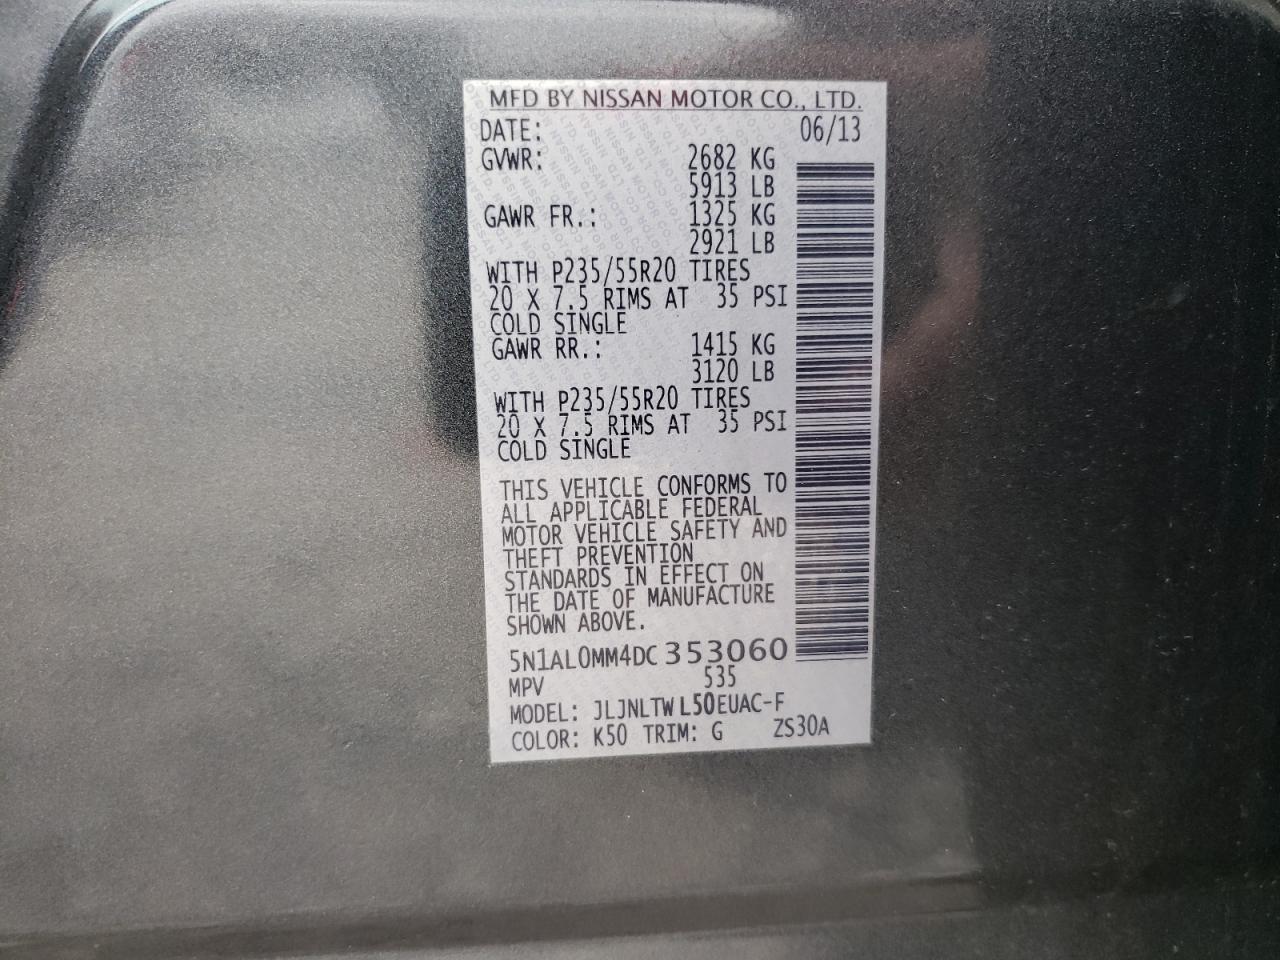 MFD BY NISSAN MOTOR CO., LTD.
DATE: 06/13
GVWR: 2682 KG
5913 LB
GAWR FR.: 1325 KG
2921 LB
WITH P235/55R20 TIRES
20 X 7.5 RIMS AT 35 PSI
COLD SINGLE
GAWR RR.: 1415 KG
3120 LB
WITH P235/55R20 TIRES
20 X 7.5 RIMS AT 35 PSI
COLD SINGLE
THIS VEHICLE CONFORMS TO
ALL APPLICABLE FEDERAL
MOTOR VEHICLE SAFETY AND
THEFT PREVENTION
STANDARDS IN EFFECT ON
THE DATE OF MANUFACTURE
SHOWN ABOVE.
5N1AL0MM4DC353060
MPV 535
MODEL: JLJNLTWL50EUAC-F
COLOR: K50 TRIM: G ZS30A